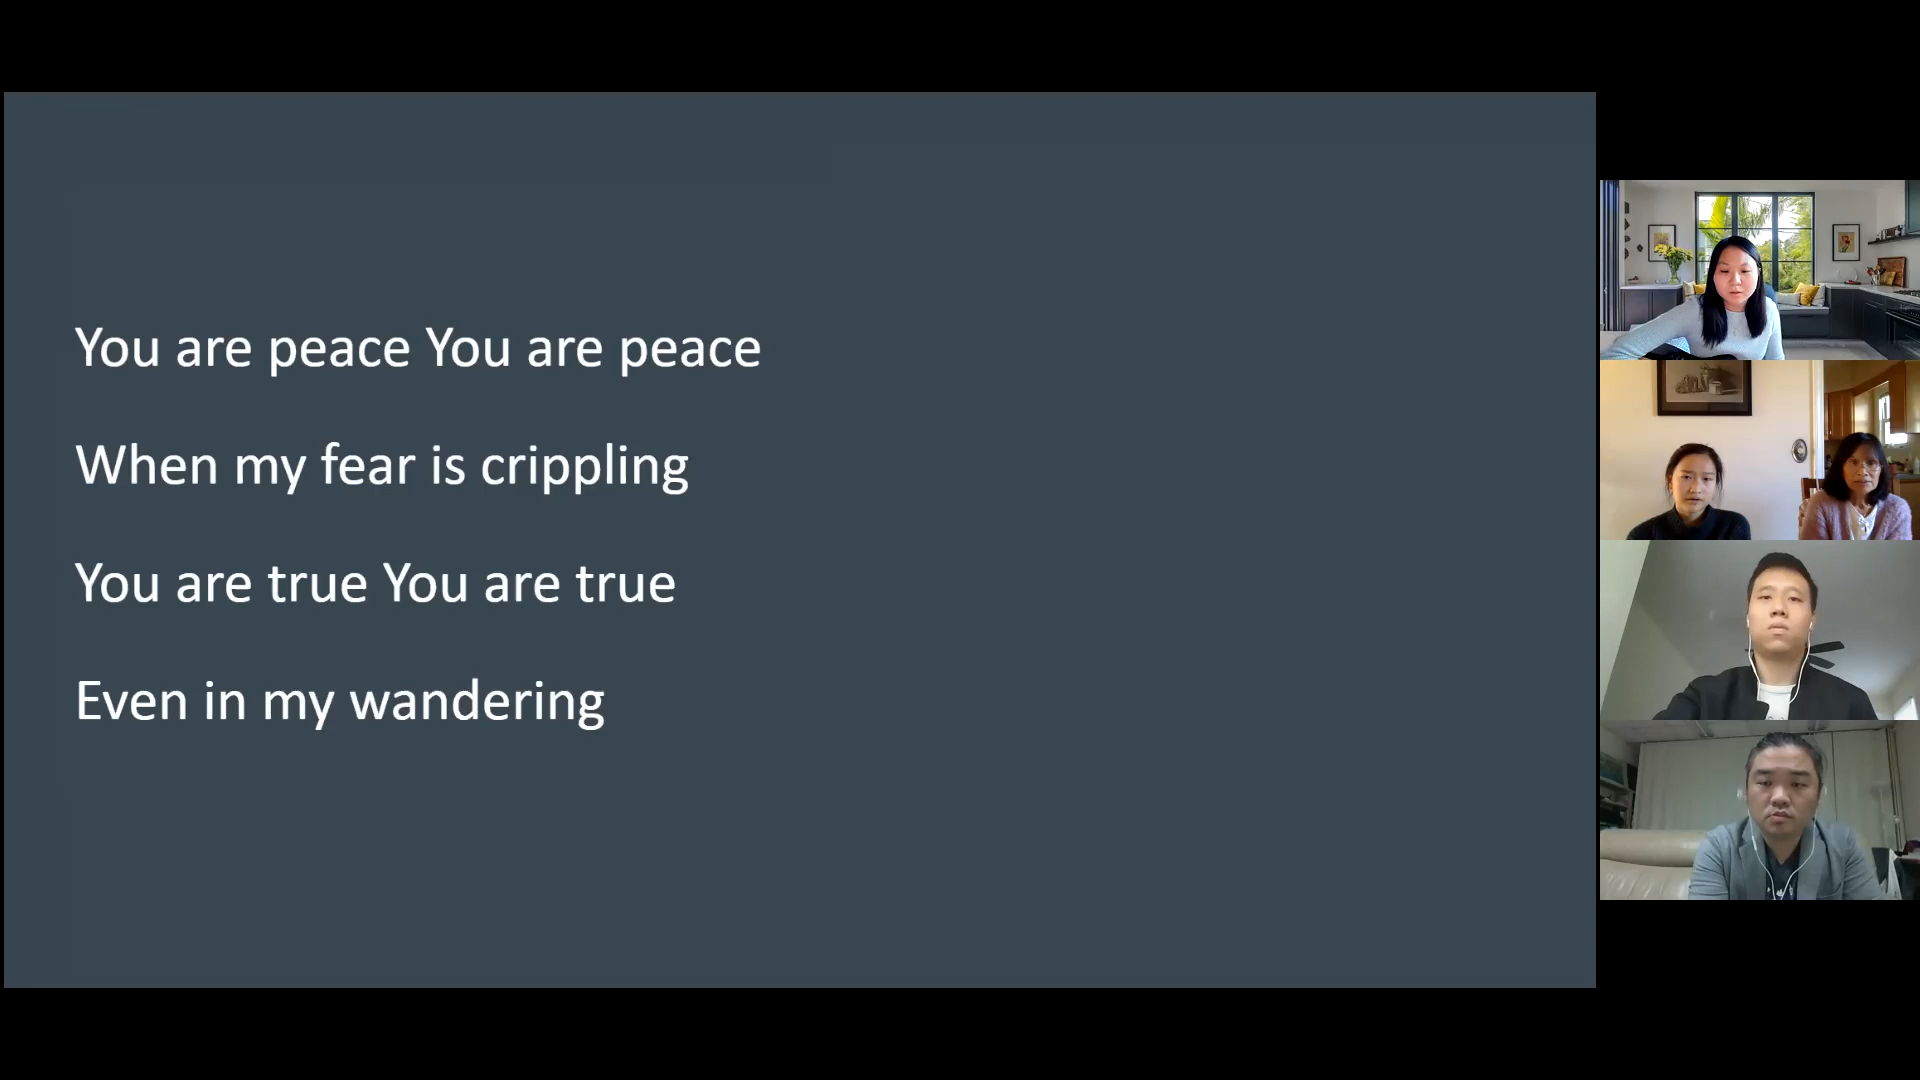 You are peace You are peace
When my fear is crippling
You are true You are true
Even in my wandering